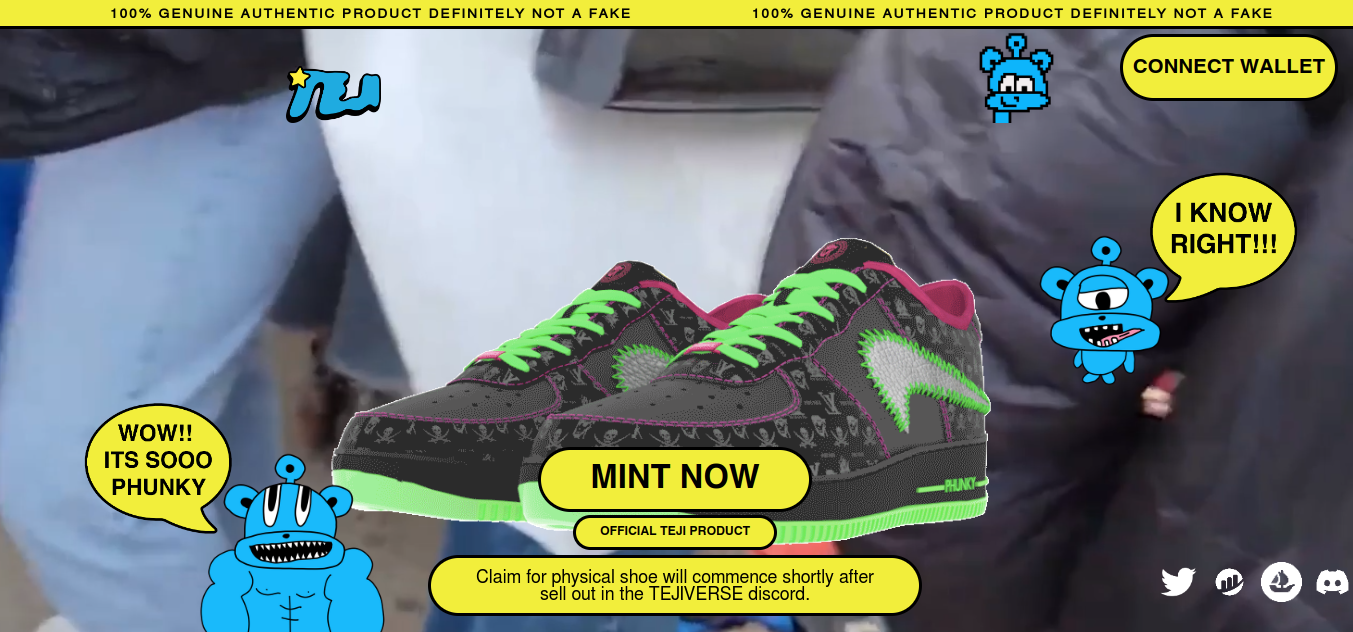 100% GENUINE AUTHENTIC PRODUCT DEFINITELY NOT A FAKE
100% GENUINE AUTHENTIC PRODUCT DEFINITELY NOT A FAKE
CONNECT WALLET
I KNOW
RIGHT!!!
WOW!!
ITS SOOO
PHUNKY
PHUNKY
MINT NOW
OFFICIAL TEJI PRODUCT
Claim for physical shoe will commence shortly after
sell out in the TEJIVERSE discord.